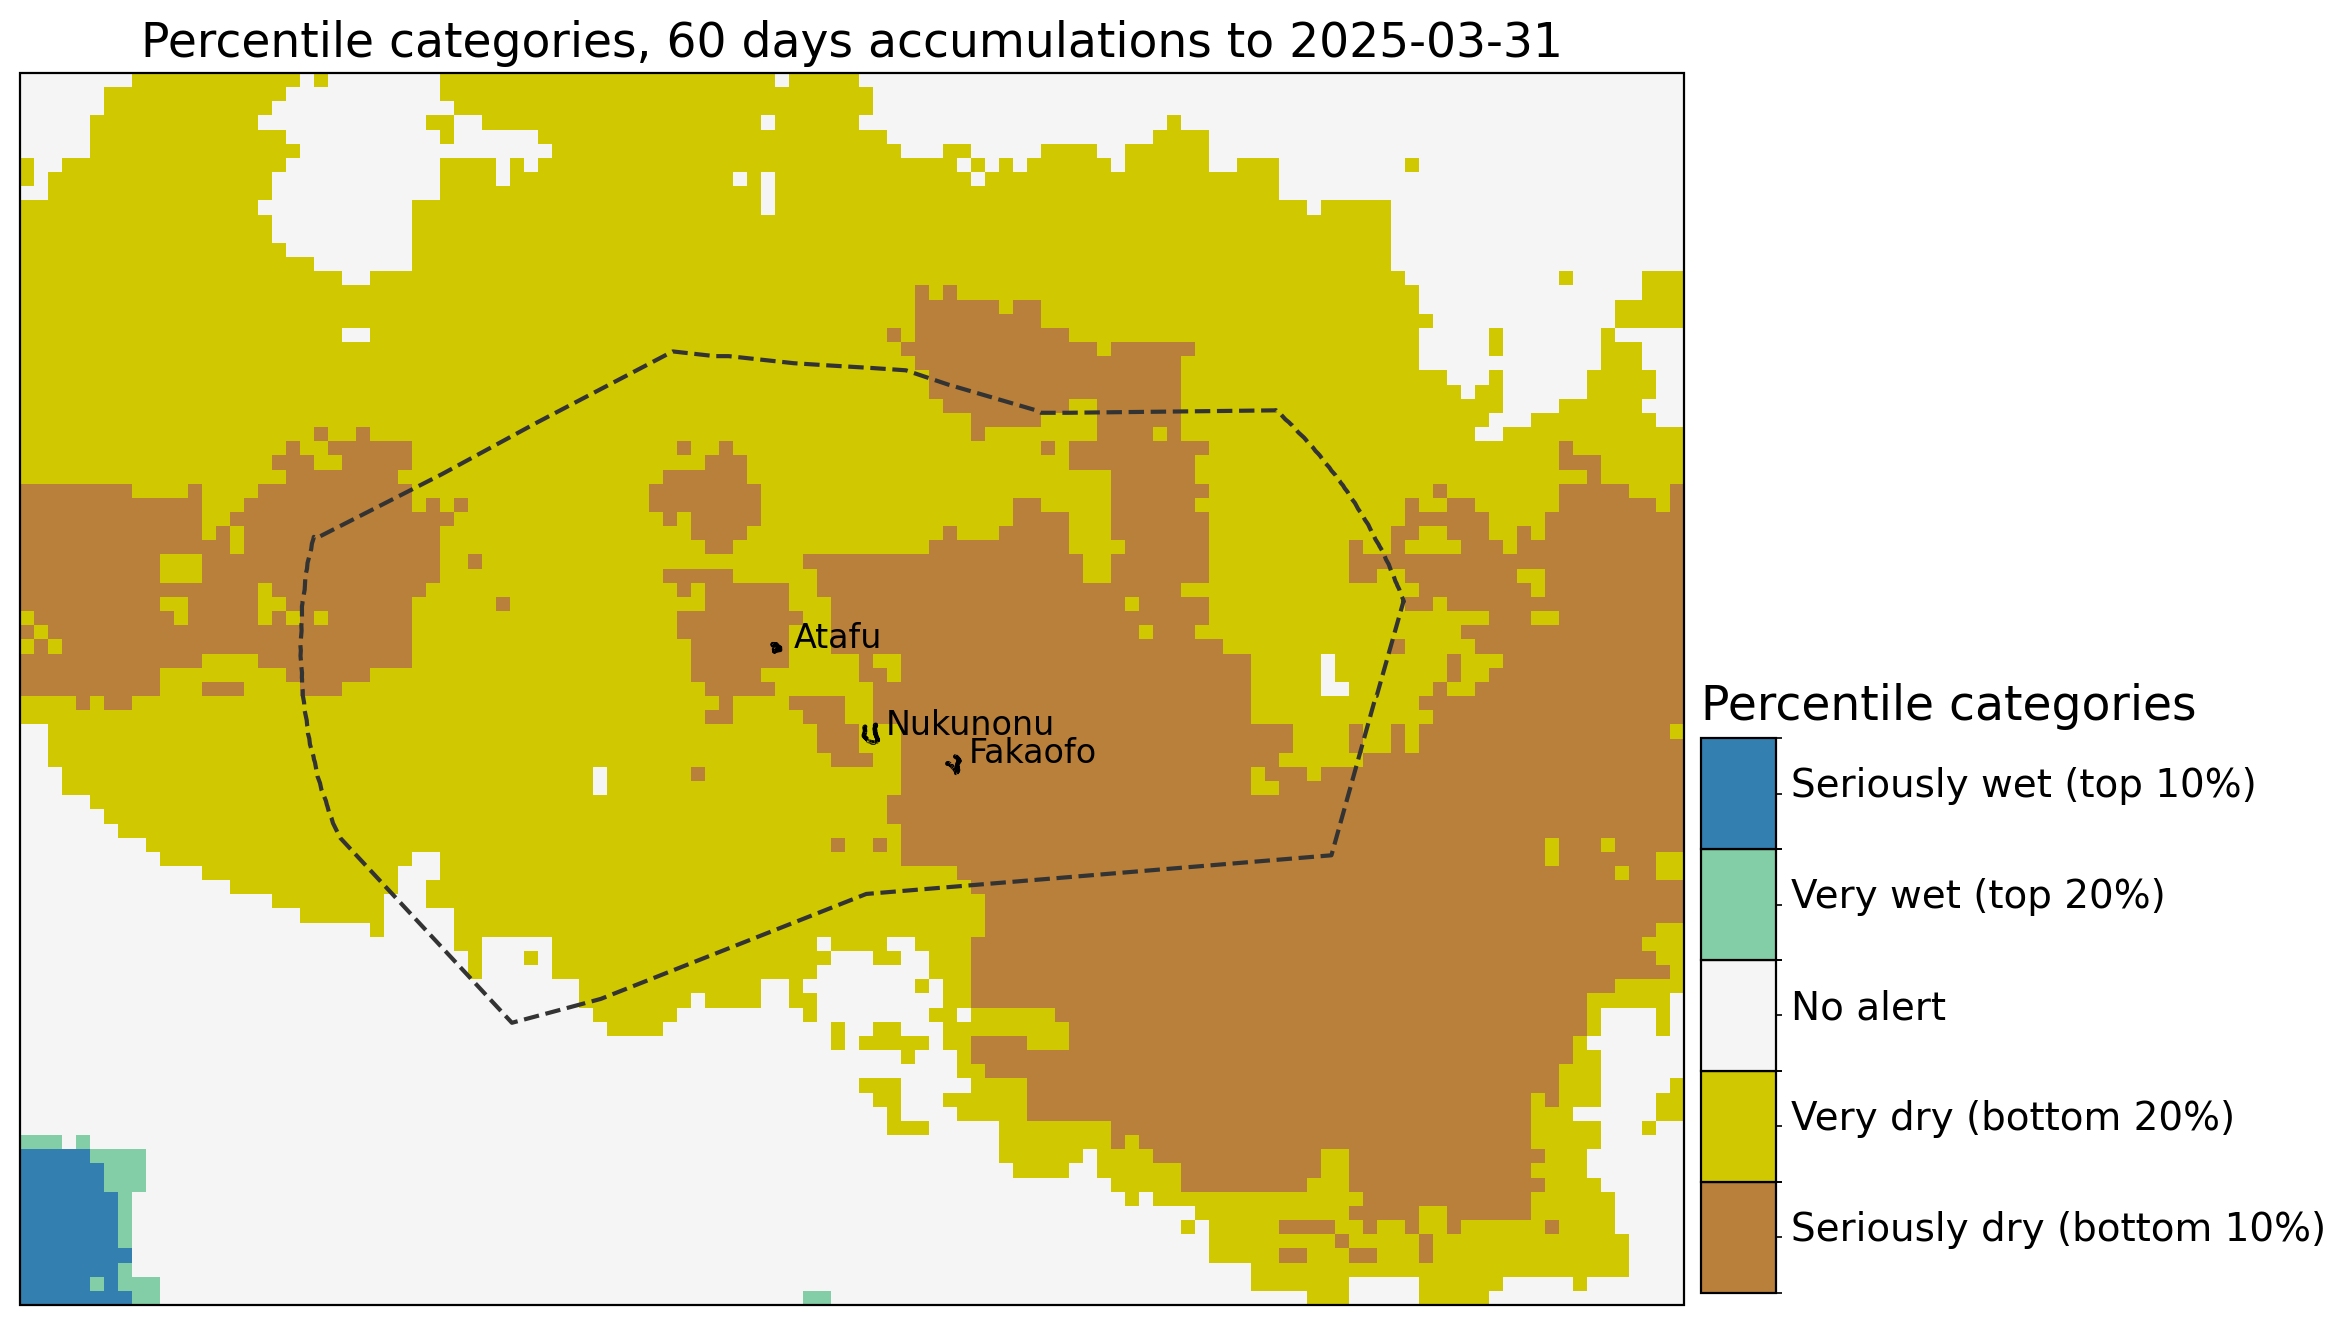 Percentile categories, 60 days accumulations to 2025-03-31
Atafu
Nukunonu
Fakaofo
Percentile categories
Seriously wet (top 10%)
Very wet (top 20%)
No alert
Very dry (bottom 20%)
Seriously dry (bottom 10%)